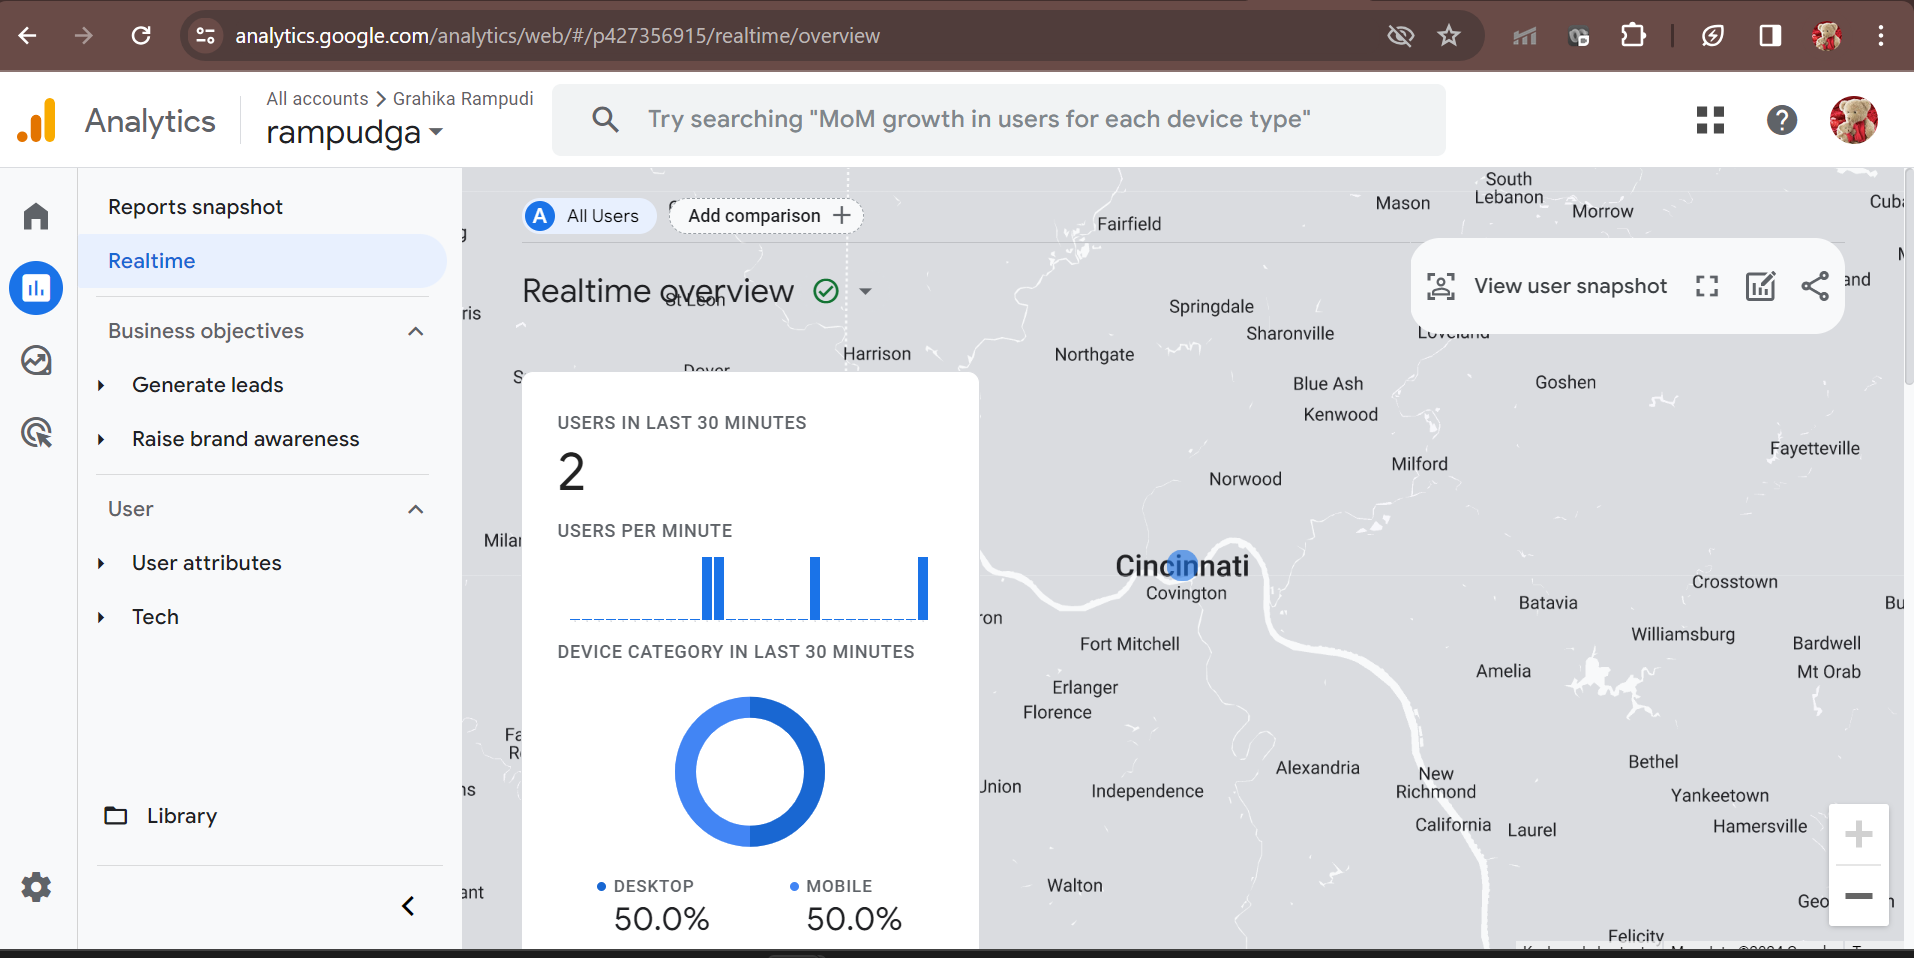 analytics.google.com/analytics/web/#/p427356915/realtime/overview
Analytics
All accounts > Grahika Rampudi
rampudga
Try searching "MoM growth in users for each device type"
Reports snapshot
Realtime
Business objectives
Generate leads
Raise brand awareness
User
User attributes
Tech
Library
A All Users
Add comparison +
Realtime overview
View user snapshot
USERS IN LAST 30 MINUTES
2
USERS PER MINUTE
DEVICE CATEGORY IN LAST 30 MINUTES
DESKTOP
50.0%
MOBILE
50.0%
South
Lebanon
Mason
Morrow
Fairfield
St Leon
Springdale
Sharonville
Loveland
Harrison
Northgate
Dover
Blue Ash
Goshen
Kenwood
Fayetteville
Milford
Norwood
Cincinnati
Covington
Crosstown
Batavia
Williamsburg
Fort Mitchell
Bardwell
Amelia
Mt Orab
Erlanger
Florence
Bethel
Alexandria
New
Richmond
Union
Independence
Yankeetown
California
Laurel
Hamersville
Walton
Felicity